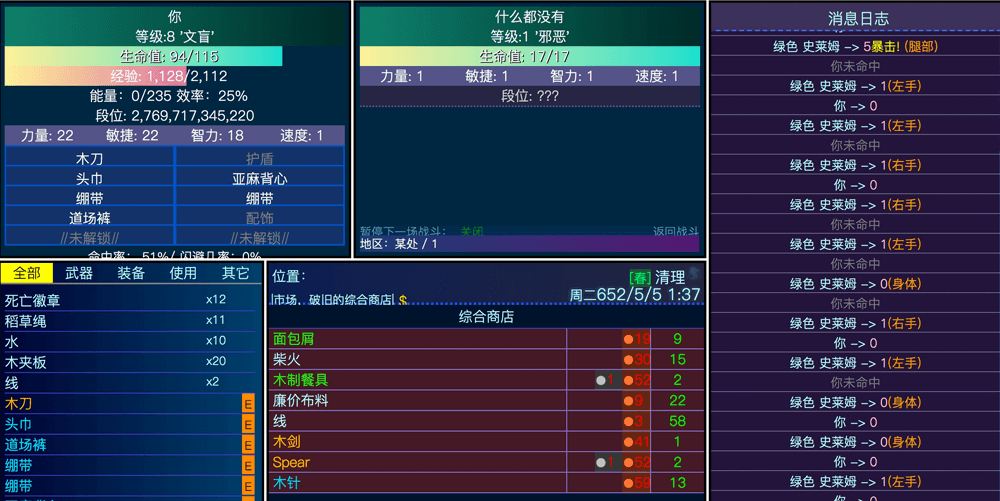 你
等级:8 '文盲'
生命值: 94/115
经验: 1,128/2,112
能量: 0/235 效率: 25%
段位: 2,769,717,345,220
力量: 22 敏捷: 22 智力: 18 速度: 1
木刀 护盾
头巾 亚麻背心
绷带 绷带
道场裤 配饰
//未解锁// //未解锁//
命中率: 51%/ 闪避几率: 0%
什么都没有
等级:1 '邪恶'
生命值: 17/17
力量: 1 敏捷: 1 智力: 1 速度: 1
段位: ???
暂停下一场战斗: 关闭 返回战斗
地区: 某处 / 1
全部 武器 装备 使用 其它
死亡徽章 x12
稻草绳 x11
水 x10
木夹板 x20
线 x2
木刀 E
头巾 E
道场裤 E
绷带 E
绷带 E
位置:
[春] 清理
市场, 破旧的综合商店 $
周二652/5/5 1:37
综合商店
面包屑 19 9
柴火 30 15
木制餐具 1 52 2
廉价布料 9 22
线 3 58
木剑 41 1
Spear 1 52 2
木针 59 13
消息日志
绿色 史莱姆 -> 5暴击! (腿部)
你未命中
绿色 史莱姆 -> 1(左手)
你 -> 0
绿色 史莱姆 -> 1(左手)
你未命中
绿色 史莱姆 -> 1(右手)
你 -> 0
绿色 史莱姆 -> 1(右手)
你未命中
绿色 史莱姆 -> 1(左手)
你未命中
绿色 史莱姆 -> 0(身体)
你未命中
绿色 史莱姆 -> 1(右手)
你 -> 0
绿色 史莱姆 -> 1(左手)
你未命中
绿色 史莱姆 -> 0(身体)
你 -> 0
绿色 史莱姆 -> 0(身体)
你 -> 0
绿色 史莱姆 -> 1(左手)
你 -> 0